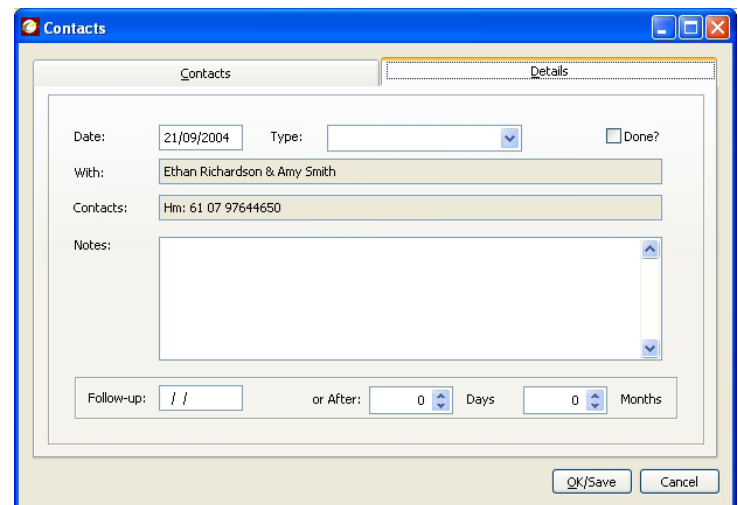 Contacts
Contacts Details
Date: 21/09/2004 Type: Done?
With: Ethan Richardson & Amy Smith
Contacts: Hm: 61 07 97644650
Notes:
Follow-up: / / or After: 0 Days 0 Months
OK/Save Cancel